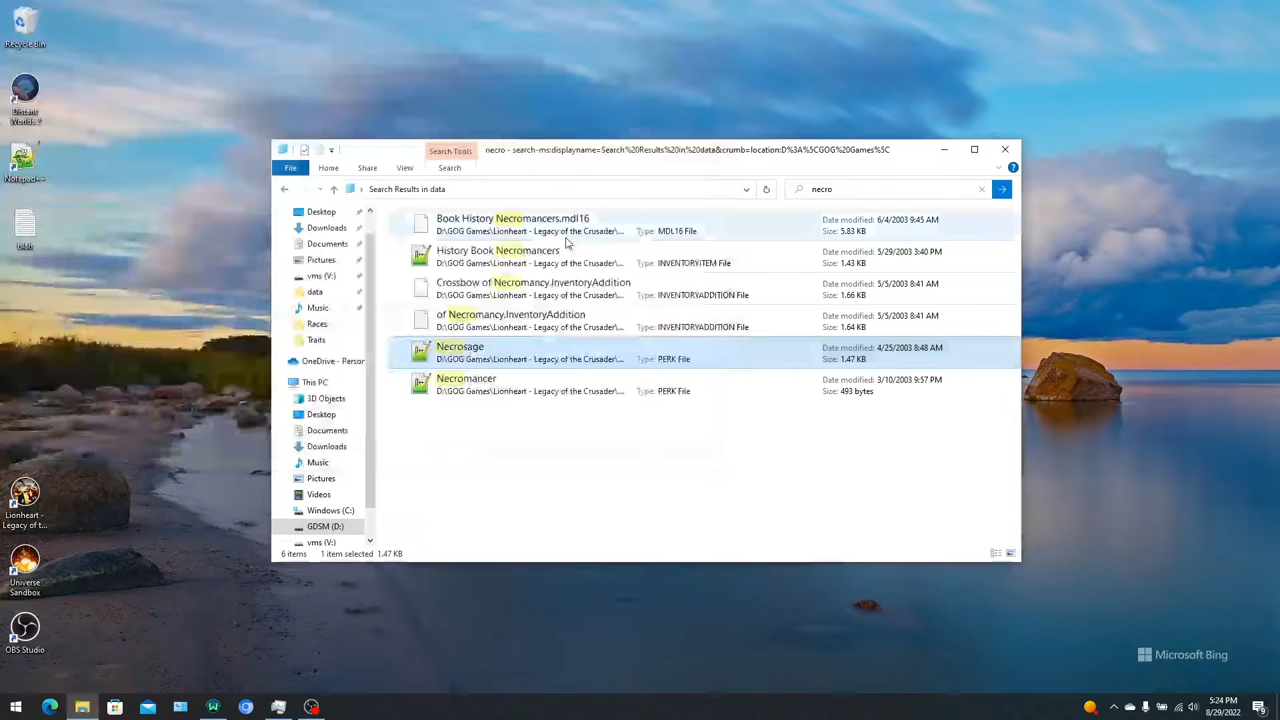 Recycle Bin
Distant
Worlds 2
Notepad++
blah
Lionheart -
Legacy of t...
Universe
Sandbox
OBS Studio
Search Tools
necro - search-ms:displayname=Search%20Results%20in%20data&crumb=location:D%3A%5CGOG%20Games%5C
File
Home
Share
View
Search
Search Results in data
necro
Desktop
Downloads
Documents
Pictures
vms (V:)
data
Music
Races
Traits
OneDrive - Person
This PC
3D Objects
Desktop
Documents
Downloads
Music
Pictures
Videos
Windows (C:)
GDSM (D:)
vms (V:)
Book History Necromancers.mdl16
D:\GOG Games\Lionheart - Legacy of the Crusader\...
Type: MDL16 File
Date modified: 6/4/2003 9:45 AM
Size: 5.83 KB
History Book Necromancers
D:\GOG Games\Lionheart - Legacy of the Crusader\...
Type: INVENTORYITEM File
Date modified: 5/29/2003 3:40 PM
Size: 1.43 KB
Crossbow of Necromancy.InventoryAddition
D:\GOG Games\Lionheart - Legacy of the Crusader\...
Type: INVENTORYADDITION File
Date modified: 5/5/2003 8:41 AM
Size: 1.66 KB
of Necromancy.InventoryAddition
D:\GOG Games\Lionheart - Legacy of the Crusader\...
Type: INVENTORYADDITION File
Date modified: 5/5/2003 8:41 AM
Size: 1.64 KB
Necrosage
D:\GOG Games\Lionheart - Legacy of the Crusader\...
Type: PERK File
Date modified: 4/25/2003 8:48 AM
Size: 1.47 KB
Necromancer
D:\GOG Games\Lionheart - Legacy of the Crusader\...
Type: PERK File
Date modified: 3/10/2003 9:57 PM
Size: 493 bytes
6 items
1 item selected 1.47 KB
Microsoft Bing
5:24 PM
8/29/2022